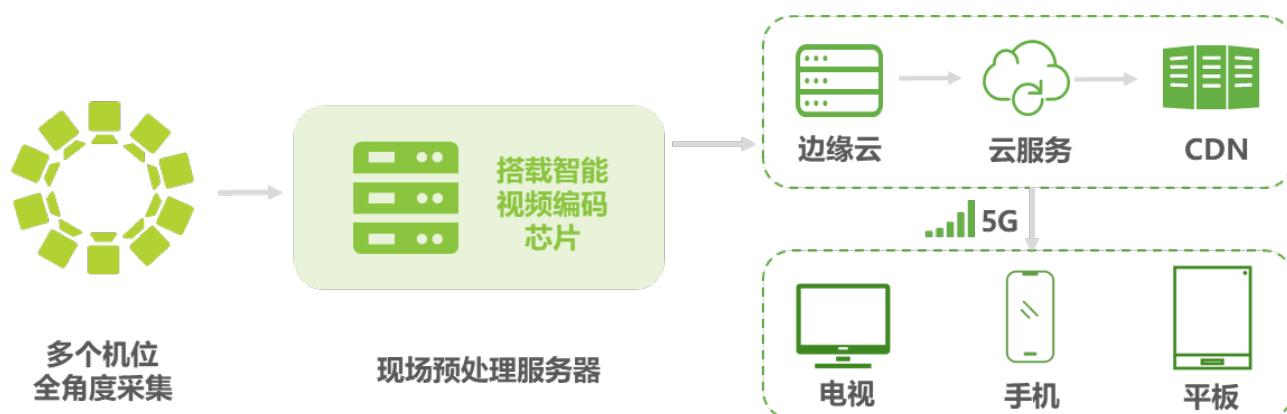 多个机位
全角度采集
搭载智能
视频编码
芯片
现场预处理服务器
边缘云
云服务
CDN
5G
电视
手机
平板